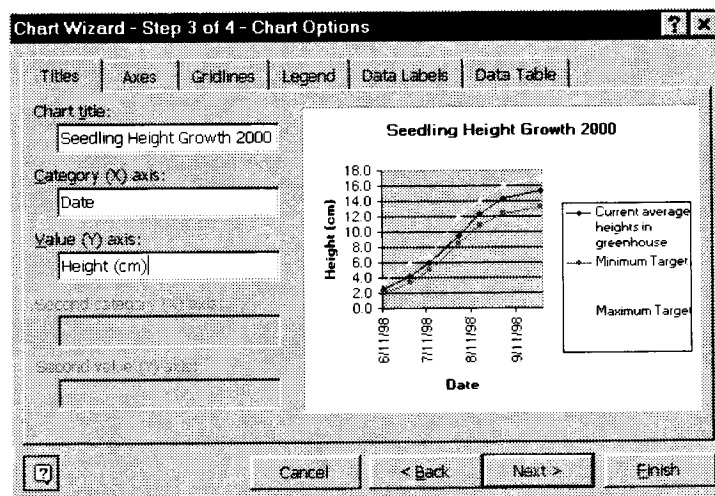 Chart Wizard - Step 3 of 4 - Chart Options
? ×
Titles Axes Gridlines Legend Data Labels Data Table
Chart title:
Seedling Height Growth 2000
Category (X) axis:
Date
Value (Y) axis:
Height (cm)
Second category (X) axis:
Second value (Y) axis:
Seedling Height Growth 2000
Height (cm)
18.0
16.0
14.0
12.0
10.0
8.0
6.0
4.0
2.0
0.0
6/11/98
7/11/98
8/11/98
9/11/98
Date
Current average
heights in
greenhouse
Minimum Target
Maximum Target
?
Cancel
< Back
Next >
Finish